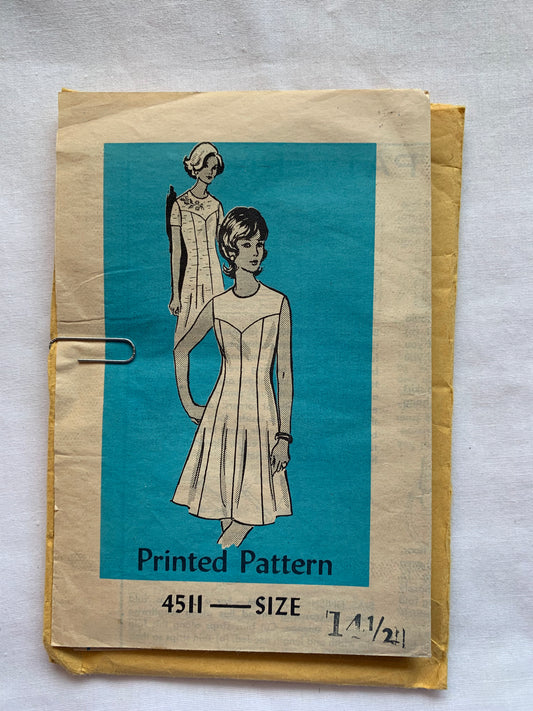 Printed Pattern
4511 — SIZE 14 1/2